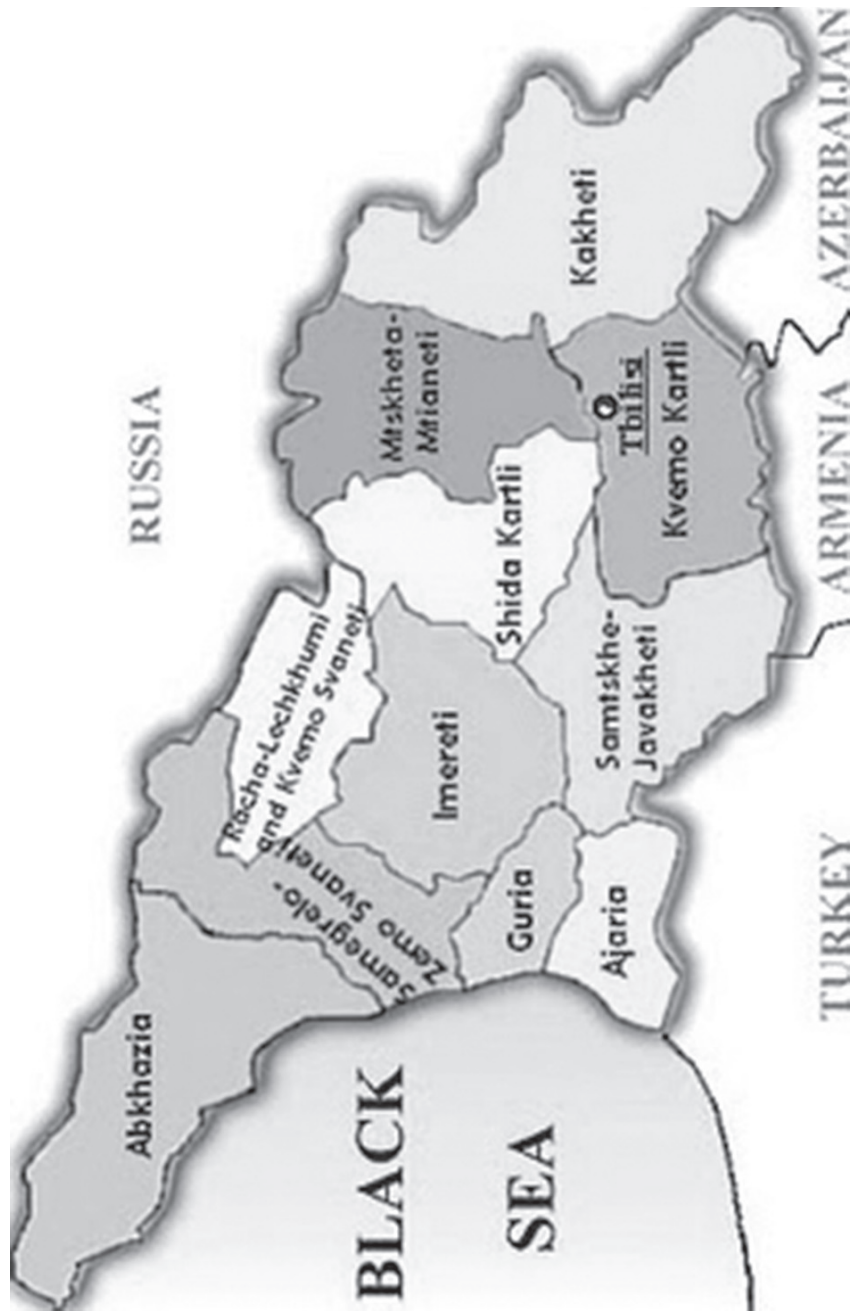 RUSSIA
Abkhazia
Samegrelo-
Zemo Svaneti
Racha-Lechkhumi
and Kvemo Svaneti
Mtskheta-
Mtianeti
Imereti
Shida Kartli
Kakheti
Guria
Ajaria
Samtskhe-
Javakheti
Tbilisi
Kvemo Kartli
BLACK
SEA
TURKEY
ARMENIA
AZERBAIJAN